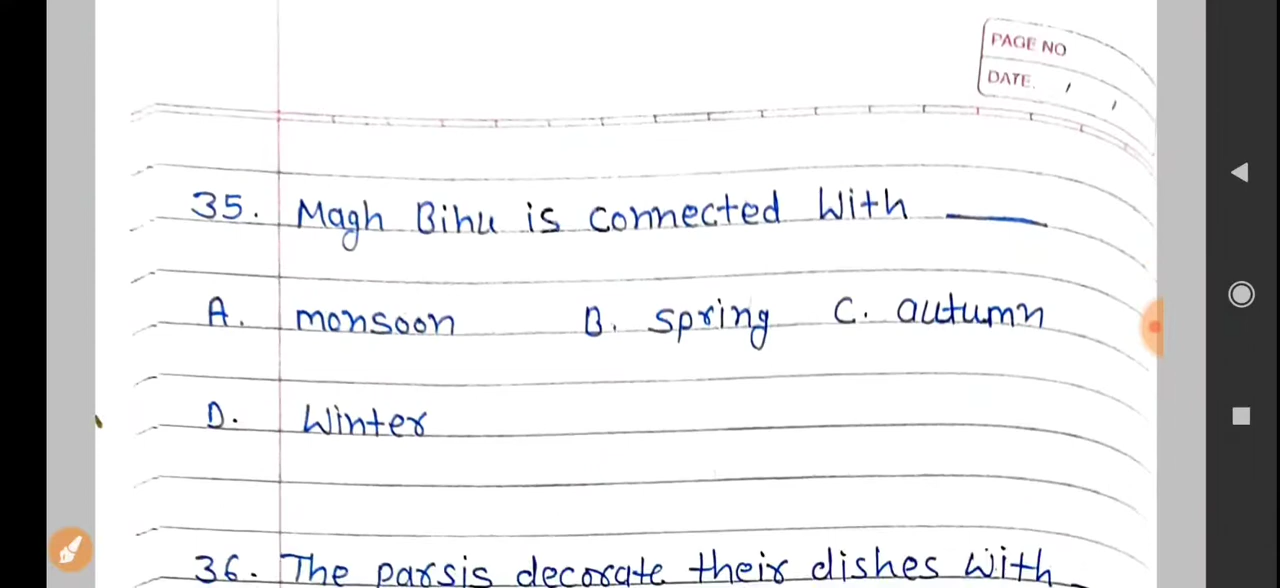 PAGE NO
DATE. / /
35. Magh Bihu is connected With ____
A. monsoon B. spring C. autumn
D. Winter
36. The parsis decorate their dishes with